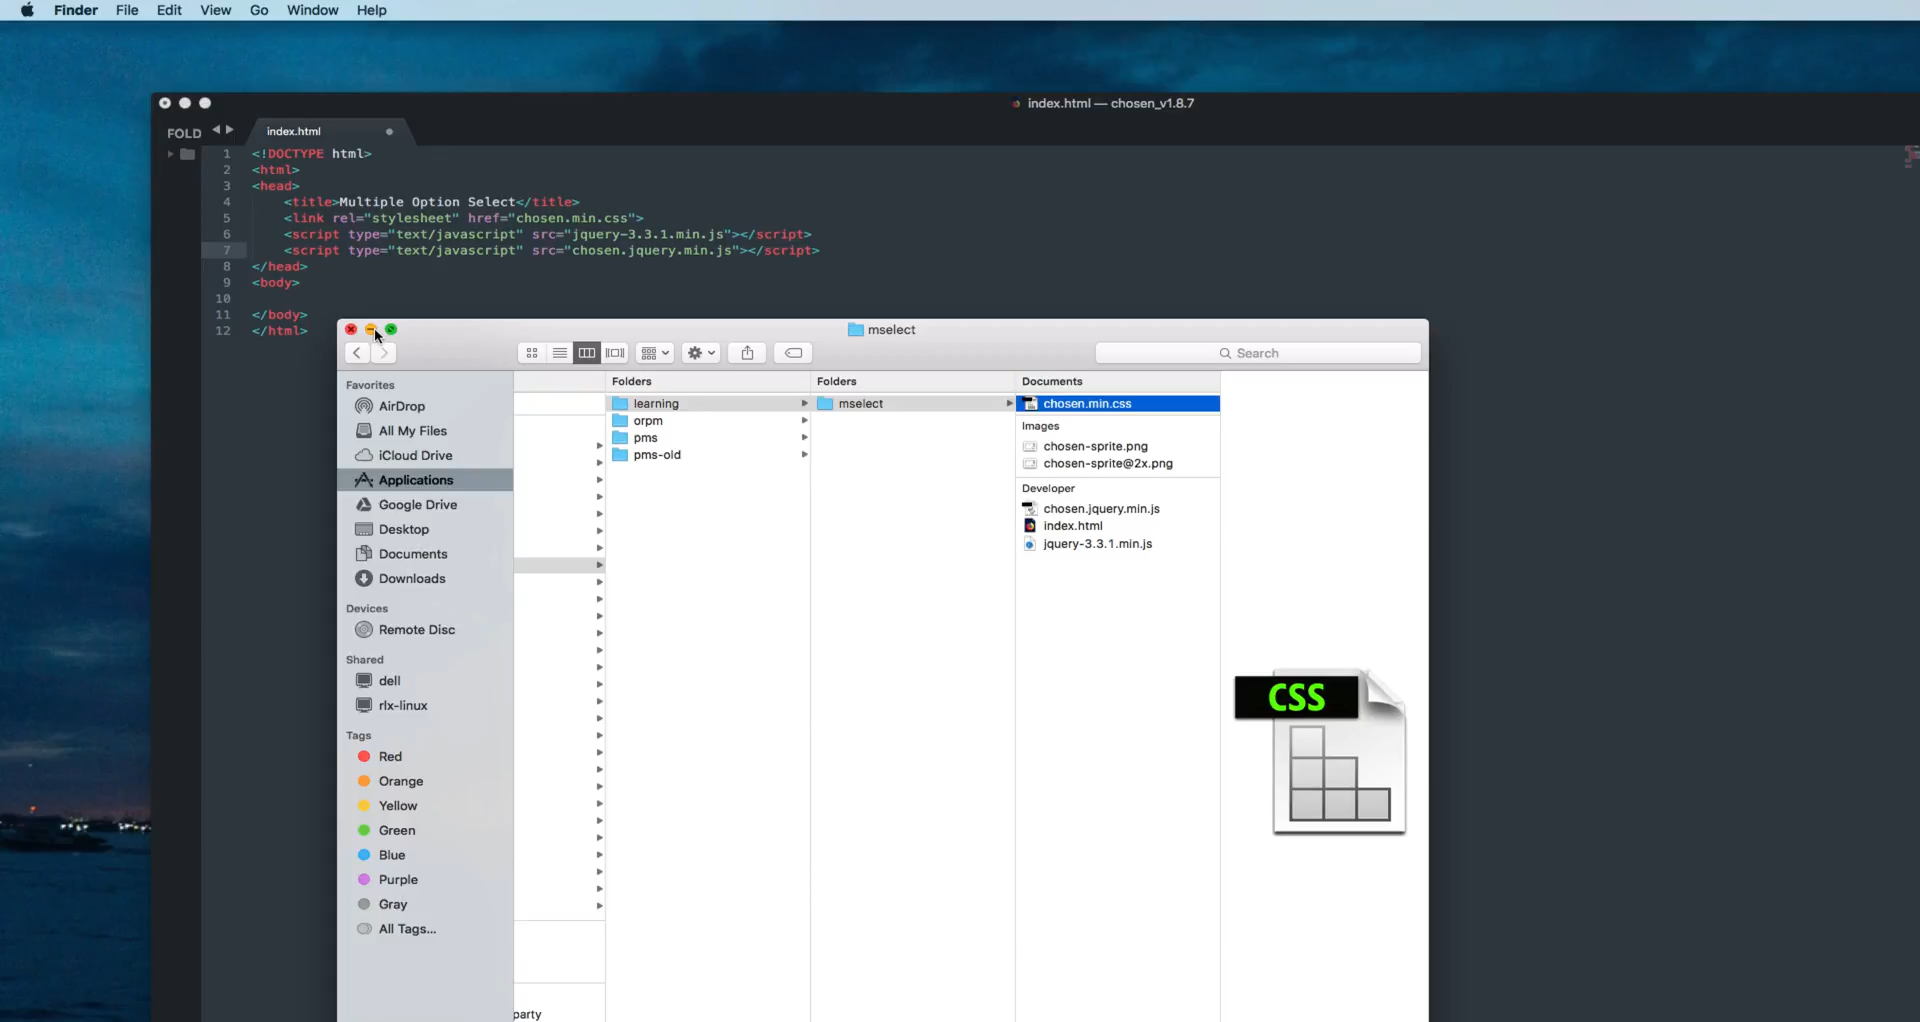 Finder File Edit View Go Window Help
index.html — chosen_v1.8.7
FOLD
index.html
1 <!DOCTYPE html>
2 <html>
3 <head>
4 <title>Multiple Option Select</title>
5 <link rel="stylesheet" href="chosen.min.css">
6 <script type="text/javascript" src="jquery-3.3.1.min.js"></script>
7 <script type="text/javascript" src="chosen.jquery.min.js"></script>
8 </head>
9 <body>
10
11 </body>
12 </html>
mselect
Search
Favorites
AirDrop
All My Files
iCloud Drive
Applications
Google Drive
Desktop
Documents
Downloads
Devices
Remote Disc
Shared
dell
rlx-linux
Tags
Red
Orange
Yellow
Green
Blue
Purple
Gray
All Tags...
party
Folders
learning
orpm
pms
pms-old
Folders
mselect
Documents
chosen.min.css
Images
chosen-sprite.png
chosen-sprite@2x.png
Developer
chosen.jquery.min.js
index.html
jquery-3.3.1.min.js
CSS